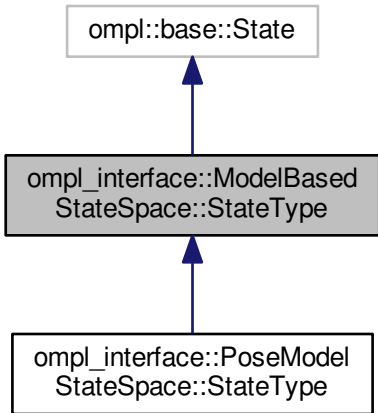 ompl::base::State
ompl_interface::ModelBased
StateSpace::StateType
ompl_interface::PoseModel
StateSpace::StateType